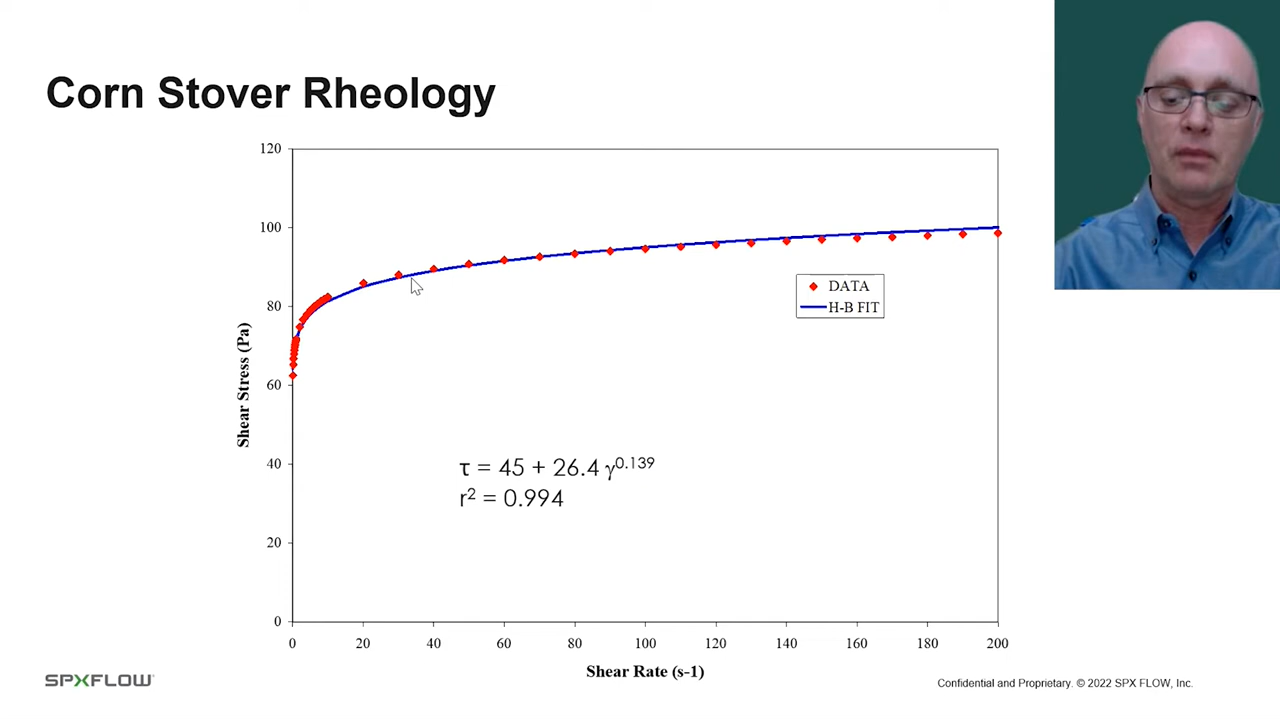 Corn Stover Rheology
120
100
80
60
40
20
0
Shear Stress (Pa)
DATA
H-B FIT
τ = 45 + 26.4 γ^0.139
r² = 0.994
0 20 40 60 80 100 120 140 160 180 200
Shear Rate (s-1)
SPXFLOW
Confidential and Proprietary. © 2022 SPX FLOW, Inc.